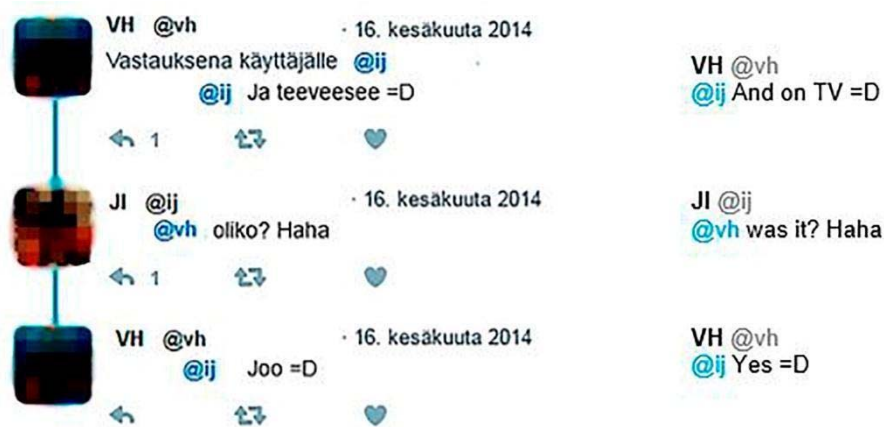 VH @vh · 16. kesäkuuta 2014
Vastauksena käyttäjälle @ij
@ij Ja teeveesee =D
1
JI @ij · 16. kesäkuuta 2014
@vh oliko? Haha
1
VH @vh · 16. kesäkuuta 2014
@ij Joo =D
VH @vh
@ij And on TV =D
JI @ij
@vh was it? Haha
VH @vh
@ij Yes =D